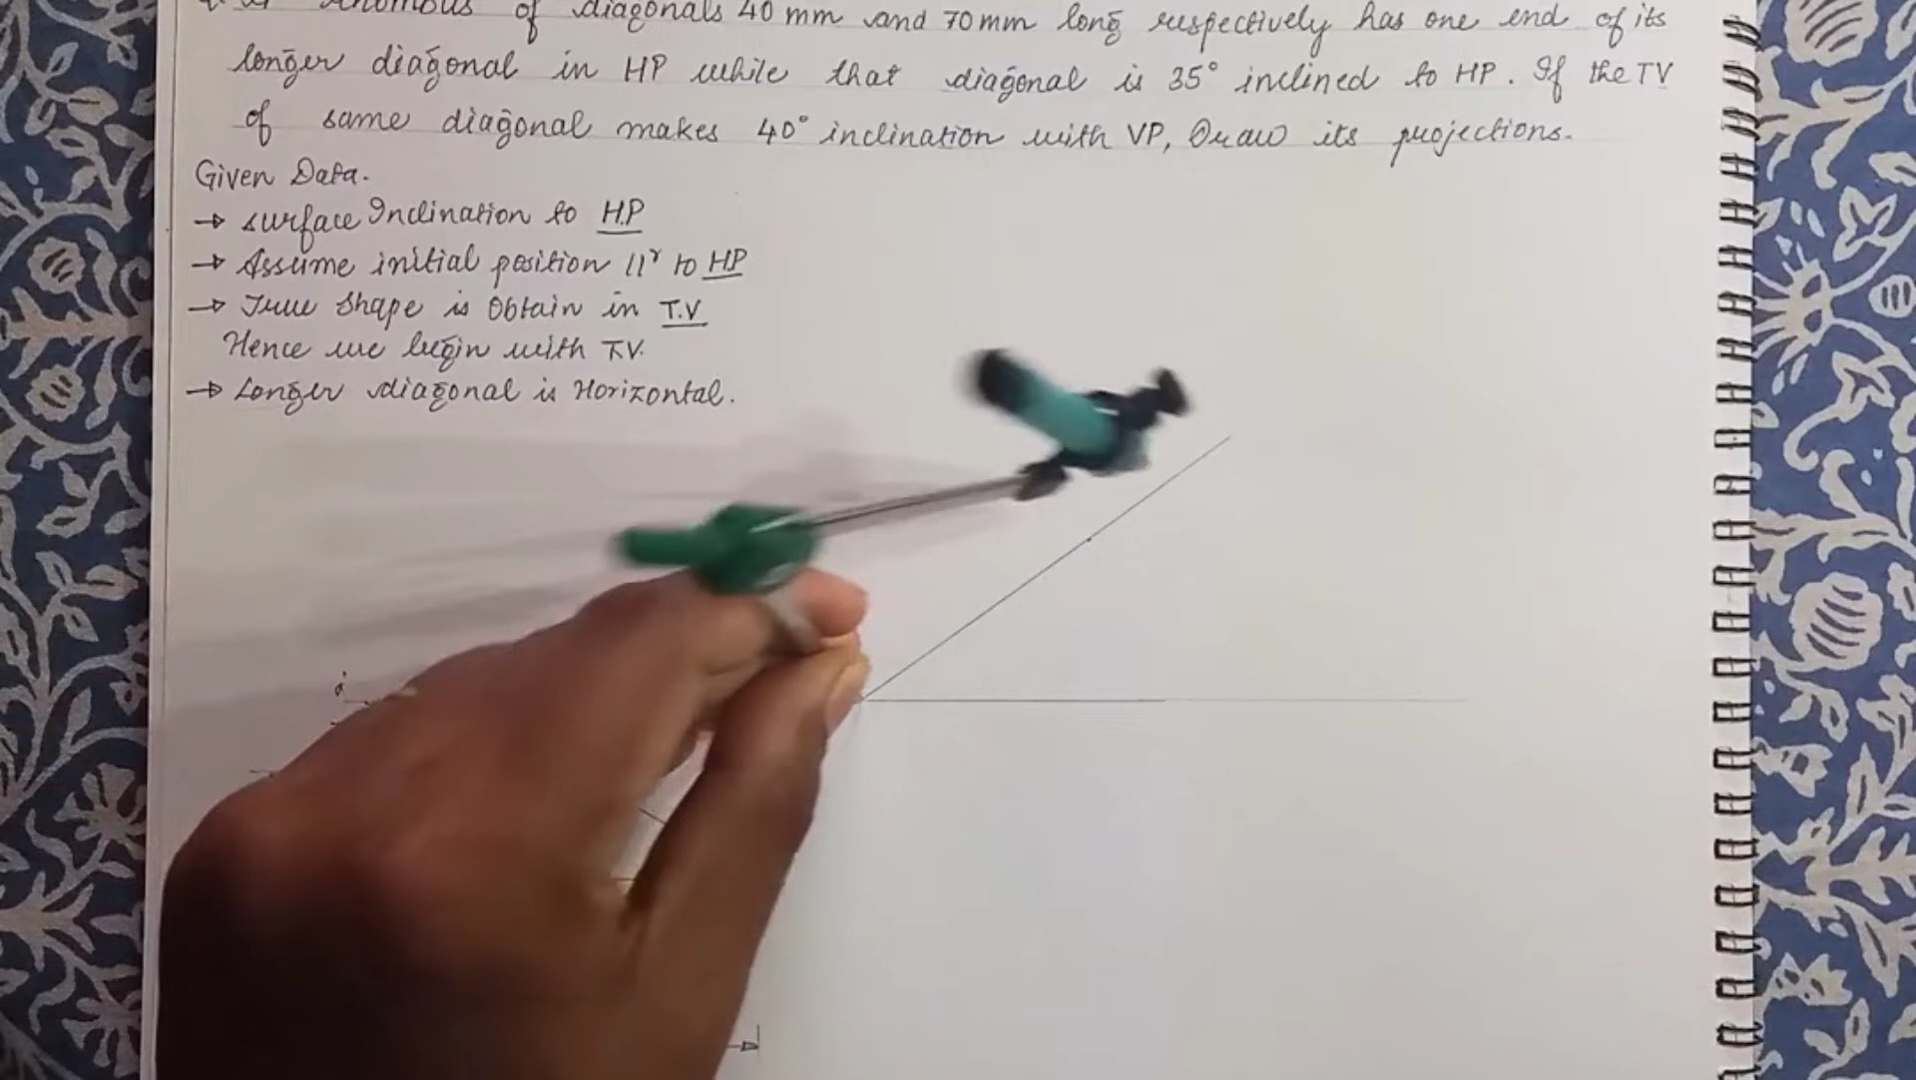 of diagonals 40 mm and 70 mm long respectively has one end of its
longer diagonal in HP while that diagonal is 35° inclined to HP. If the TV
of same diagonal makes 40° inclination with VP, Draw its projections.
Given Data.
→ surface Inclination to HP
→ Assume initial position 11r to HP
→ True shape is Obtain in T.V
Hence we begin with T.V.
→ Longer diagonal is Horizontal.